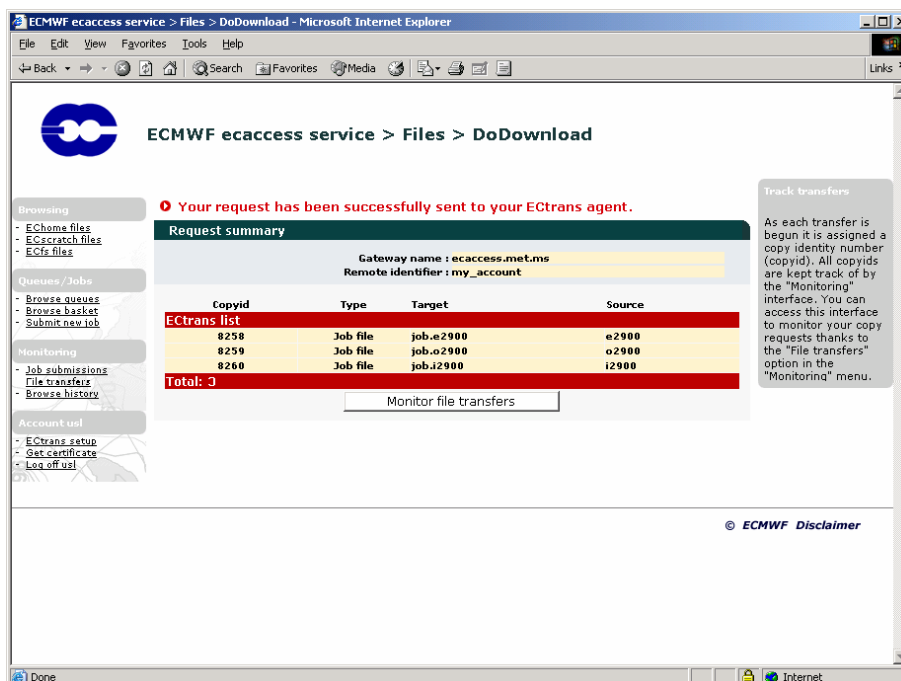 ECMWF ecaccess service > Files > DoDownload - Microsoft Internet Explorer
File Edit View Favorites Tools Help
Back Search Favorites Media Links
ECMWF ecaccess service > Files > DoDownload
Browsing
- EChome files
- ECscratch files
- ECfs files
Queues/Jobs
- Browse queues
- Browse basket
- Submit new job
Monitoring
- Job submissions
File transfers
- Browse history
Account usl
- ECtrans setup
- Get certificate
- Log off usl
Your request has been successfully sent to your ECtrans agent.
Request summary
Gateway name : ecaccess.met.ms
Remote identifier : my_account
Copyid Type Target Source
ECtrans list
8258 Job file job.e2900 e2900
8259 Job file job.o2900 o2900
8260 Job file job.i2900 i2900
Total: 3
Monitor file transfers
Track transfers
As each transfer is
begun it is assigned a
copy identity number
(copyid). All copyids
are kept track of by
the "Monitoring"
interface. You can
access this interface
to monitor your copy
requests thanks to
the "File transfers"
option in the
"Monitoring" menu.
© ECMWF Disclaimer
Done Internet